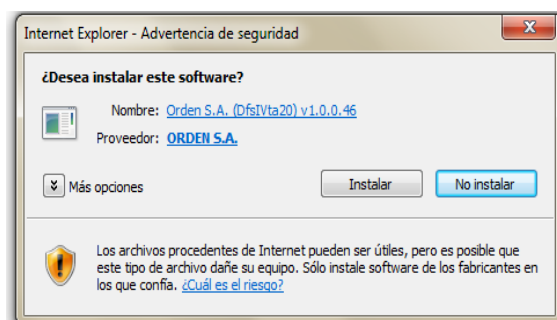 Internet Explorer - Advertencia de seguridad
¿Desea instalar este software?
Nombre: Orden S.A. (DfsIVta20) v1.0.0.46
Proveedor: ORDEN S.A.
Más opciones
Instalar
No instalar
Los archivos procedentes de Internet pueden ser útiles, pero es posible que
este tipo de archivo dañe su equipo. Sólo instale software de los fabricantes en
los que confía. ¿Cuál es el riesgo?